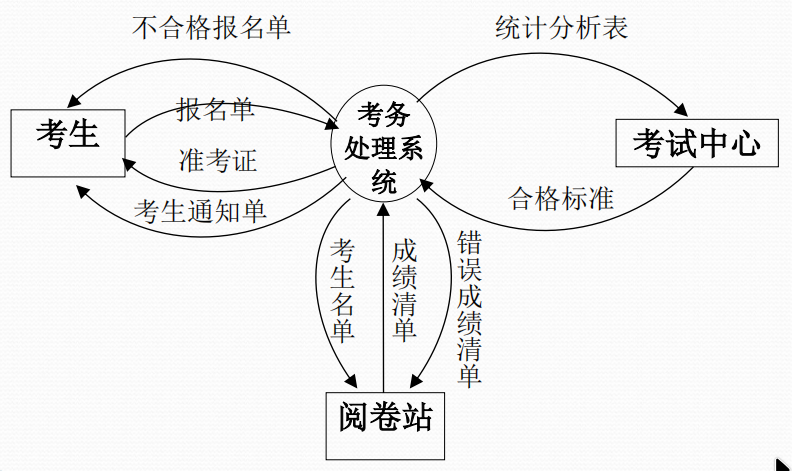 不合格报名单
统计分析表
报名单
考务
处理系
统
考生
考试中心
准考证
合格标准
考生通知单
考生名单
成绩清单
错误成绩清单
阅卷站